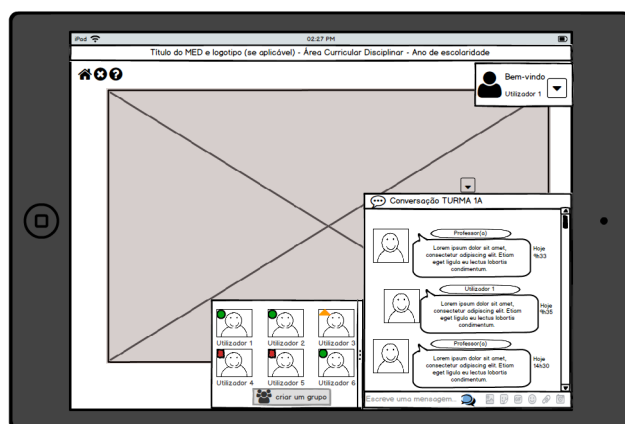 iPad 02:27 PM
Título do MED e logotipo (se aplicável) - Área Curricular Disciplinar - Ano de escolaridade
Bem-vindo
Utilizador 1
Conversação TURMA 1A
Professor(a)
Lorem ipsum dolor sit amet,
consectetur adipiscing elit. Etiam
eget ligula eu lectus lobortis
condimentum.
Hoje
9h33
Utilizador 1
Lorem ipsum dolor sit amet,
consectetur adipiscing elit. Etiam
eget ligula eu lectus lobortis
condimentum.
Hoje
9h35
Professor(a)
Lorem ipsum dolor sit amet,
consectetur adipiscing elit. Etiam
eget ligula eu lectus lobortis
condimentum.
Hoje
14h30
Utilizador 1 Utilizador 2 Utilizador 3
Utilizador 4 Utilizador 5 Utilizador 6
criar um grupo
Escreve uma mensagem...